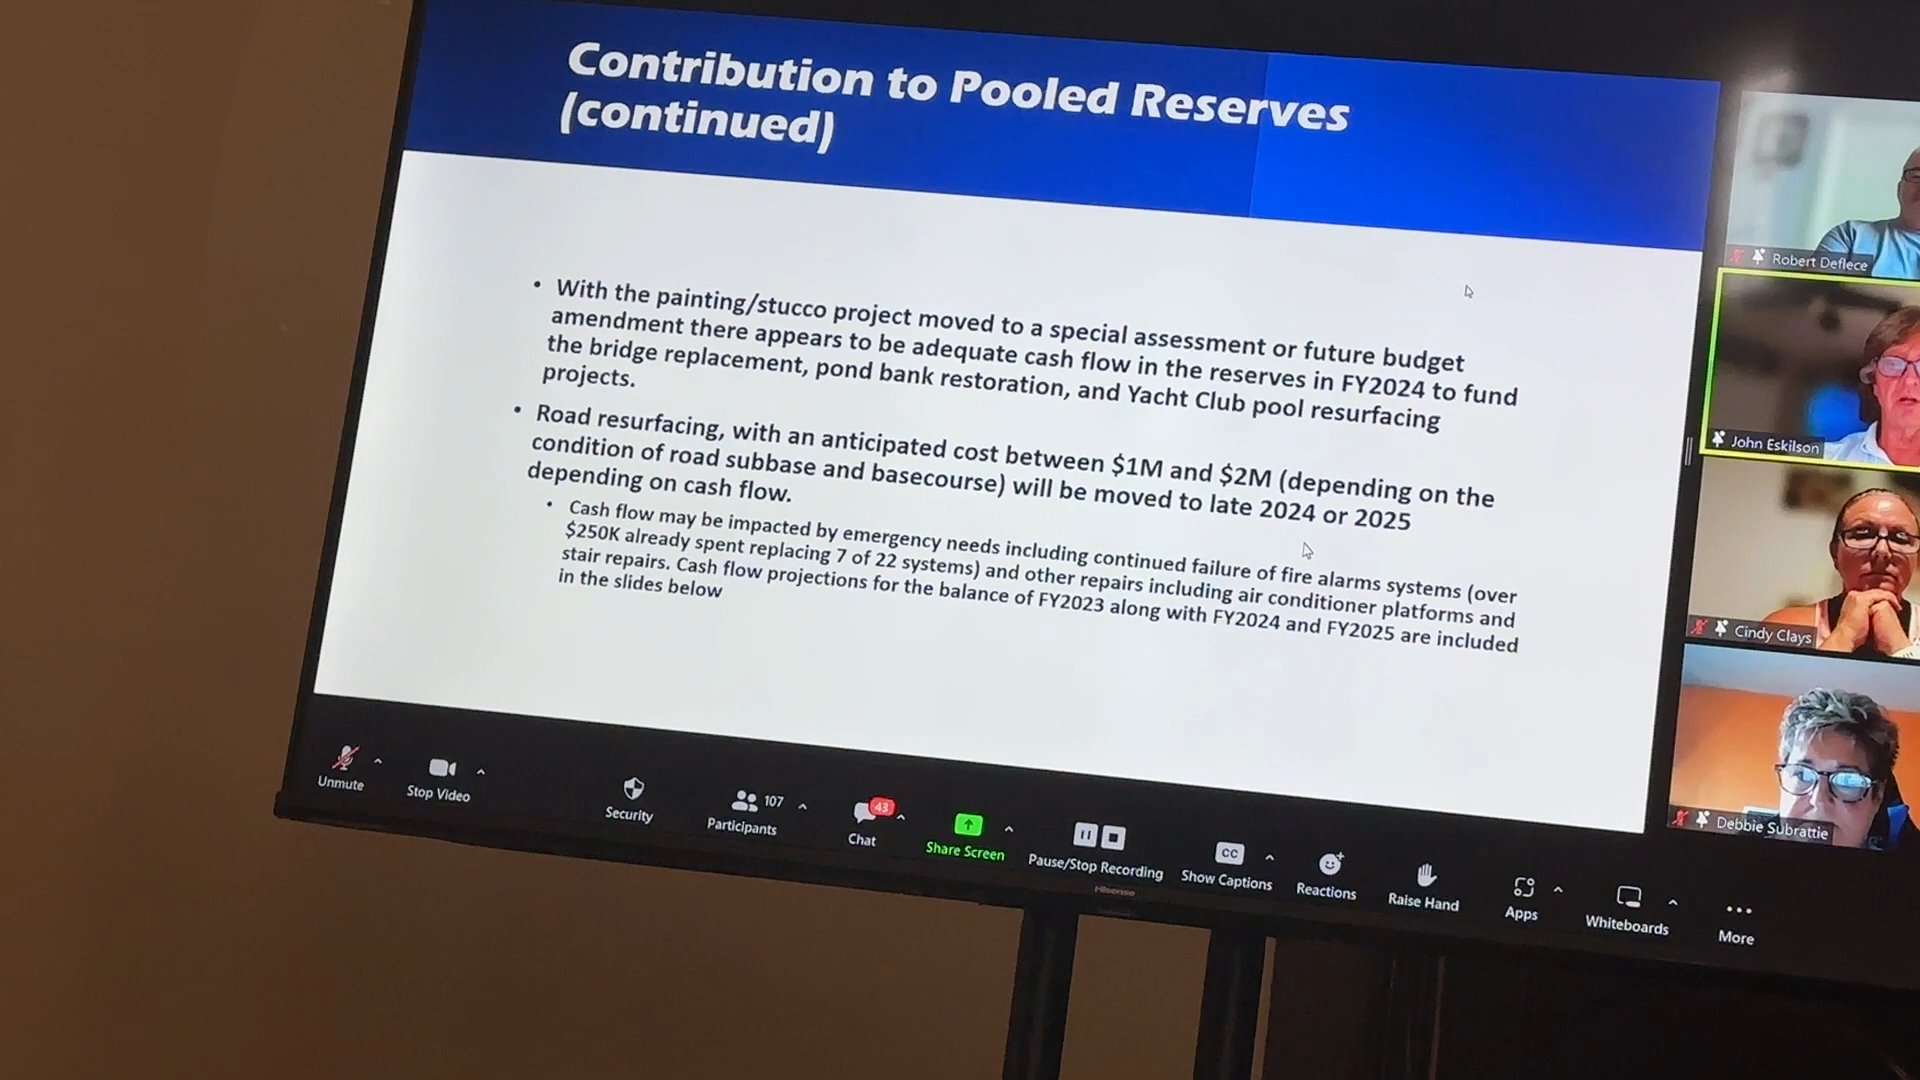 Contribution to Pooled Reserves
(continued)
• With the painting/stucco project moved to a special assessment or future budget
amendment there appears to be adequate cash flow in the reserves in FY2024 to fund
the bridge replacement, pond bank restoration, and Yacht Club pool resurfacing
projects.
• Road resurfacing, with an anticipated cost between $1M and $2M (depending on the
condition of road subbase and basecourse) will be moved to late 2024 or 2025
depending on cash flow.
• Cash flow may be impacted by emergency needs including continued failure of fire alarms systems (over
$250K already spent replacing 7 of 22 systems) and other repairs including air conditioner platforms and
stair repairs. Cash flow projections for the balance of FY2023 along with FY2024 and FY2025 are included
in the slides below
Robert Deflece
John Eskilson
Cindy Clays
Debbie Subrattie
Unmute
Stop Video
Security
107
Participants
43
Chat
Share Screen
Pause/Stop Recording
CC
Show Captions
Reactions
Raise Hand
Apps
Whiteboards
More
Hisense